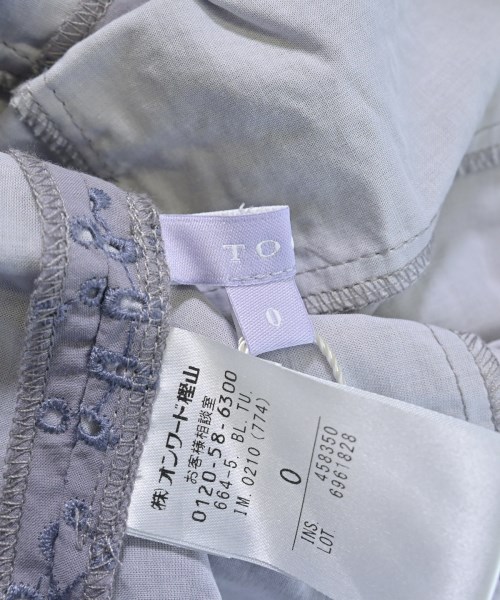 TO
0
㈱オンワード樫山
お客様相談室
0120-58-6300
664-5. BL. TU.
IM. 0210 (774)
0
INS. 458350
LOT 6961828